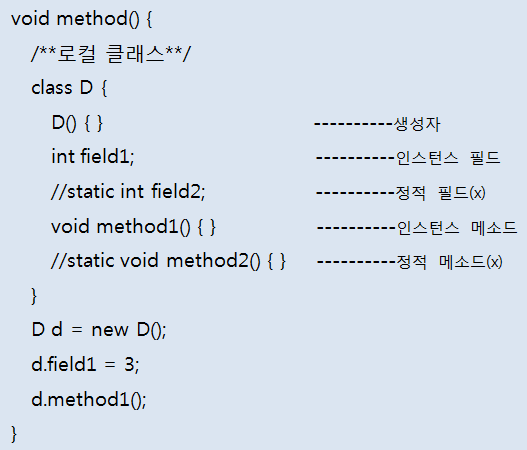 void method() {
/**로컬 클래스**/
class D {
D() { } ----------생성자
int field1; ----------인스턴스 필드
//static int field2; ----------정적 필드(x)
void method1() { } ----------인스턴스 메소드
//static void method2() { } ----------정적 메소드(x)
}
D d = new D();
d.field1 = 3;
d.method1();
}